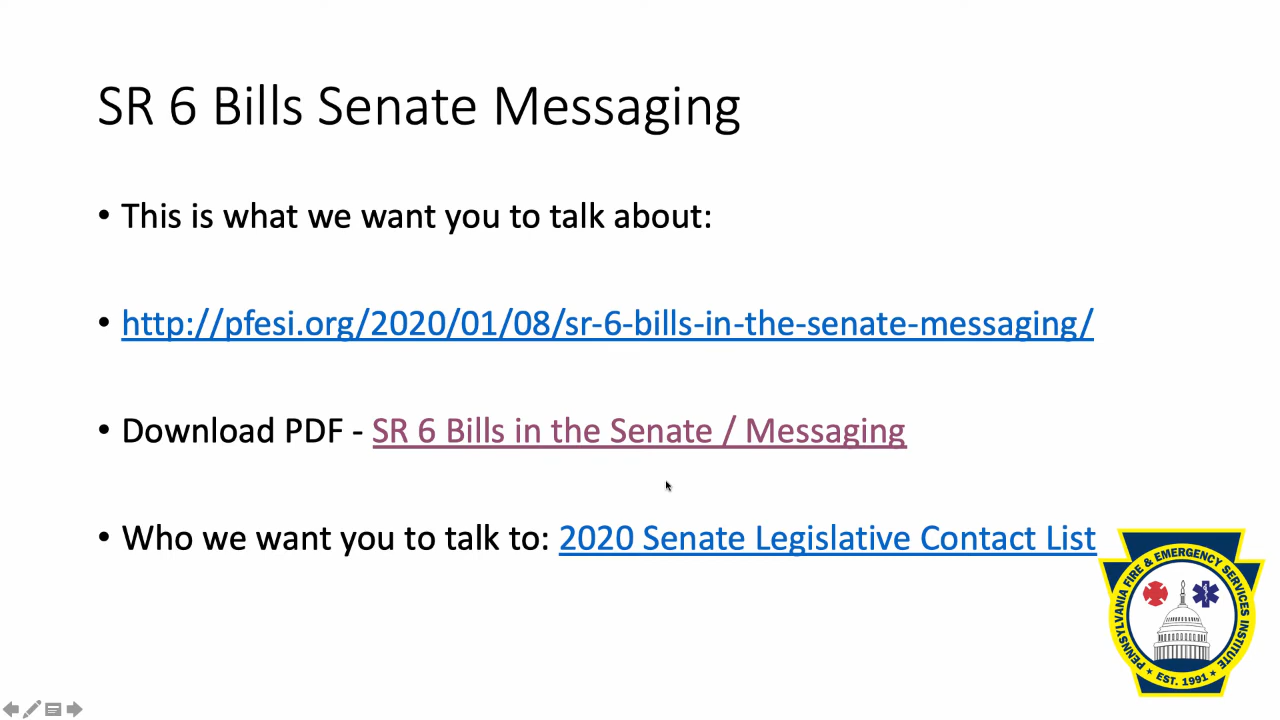 SR 6 Bills Senate Messaging
• This is what we want you to talk about:
• http://pfesi.org/2020/01/08/sr-6-bills-in-the-senate-messaging/
• Download PDF - SR 6 Bills in the Senate / Messaging
• Who we want you to talk to: 2020 Senate Legislative Contact List
PENNSYLVANIA FIRE & EMERGENCY SERVICES INSTITUTE
★ EST. 1991 ★